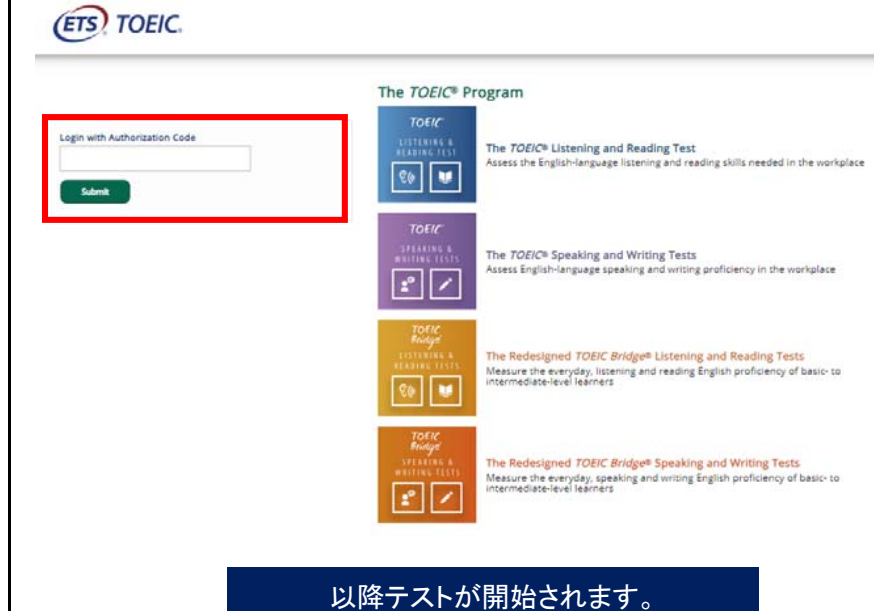 ETS TOEIC®
The TOEIC® Program
Login with Authorization Code
Submit
TOEIC
LISTENING &
READING TEST
The TOEIC® Listening and Reading Test
Assess the English-language listening and reading skills needed in the workplace
TOEIC
SPEAKING &
WRITING TESTS
The TOEIC® Speaking and Writing Tests
Assess English-language speaking and writing proficiency in the workplace
TOEIC
Bridge
LISTENING &
READING TESTS
The Redesigned TOEIC Bridge® Listening and Reading Tests
Measure the everyday, listening and reading English proficiency of basic- to
intermediate-level learners
TOEIC
Bridge
SPEAKING &
WRITING TESTS
The Redesigned TOEIC Bridge® Speaking and Writing Tests
Measure the everyday, speaking and writing English proficiency of basic- to
intermediate-level learners
以降テストが開始されます。